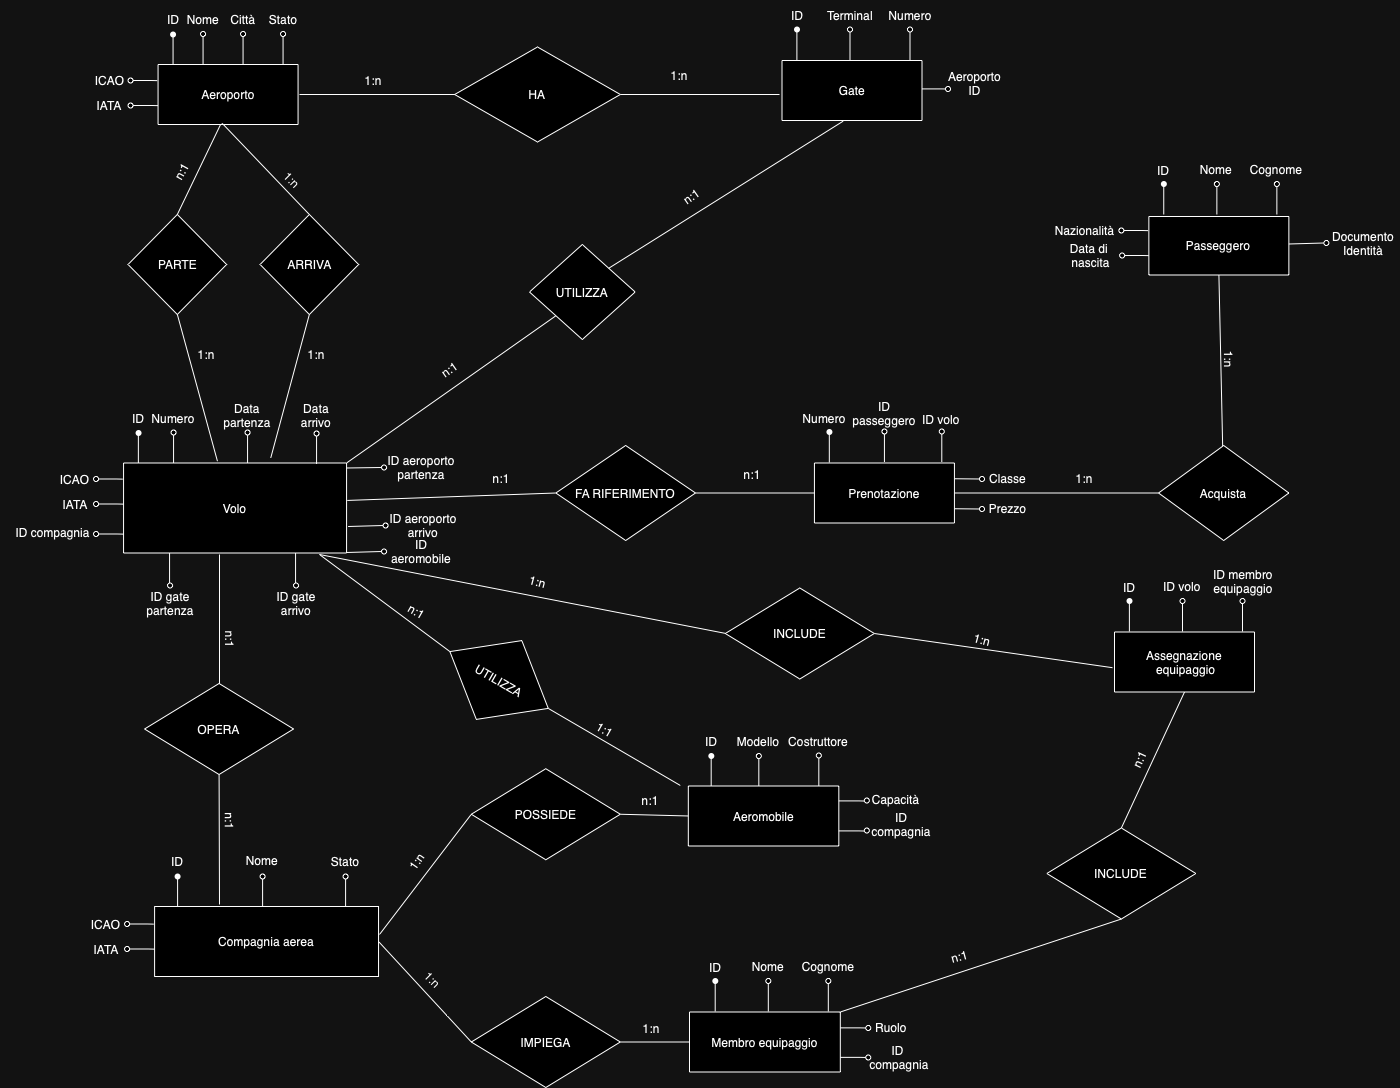 ID Nome Città Stato
ID Terminal Numero
ICAO
IATA
Aeroporto
1:n
HA
1:n
Gate
Aeroporto
ID
n:1
1:n
n:1
ID Nome Cognome
Nazionalità
Data di
nascita
Passeggero
Documento
Identità
PARTE
ARRIVA
UTILIZZA
1:n
1:n
n:1
1:n
ID Numero
Data
partenza
Data
arrivo
ID aeroporto
partenza
ICAO
IATA
ID compagnia
Volo
ID aeroporto
arrivo
ID
aeromobile
ID gate
partenza
ID gate
arrivo
n:1
FA RIFERIMENTO
n:1
Numero
ID
passeggero
ID volo
Prenotazione
Classe
Prezzo
1:n
Acquista
n:1
n:1
1:n
INCLUDE
1:n
ID
ID volo
ID membro
equipaggio
Assegnazione
equipaggio
UTILIZZA
1:1
OPERA
n:1
ID Modello Costruttore
POSSIEDE
n:1
Aeromobile
Capacità
ID
compagnia
n:1
INCLUDE
1:n
ID Nome Stato
ICAO
IATA
Compagnia aerea
1:n
IMPIEGA
1:n
n:1
ID Nome Cognome
Membro equipaggio
Ruolo
ID
compagnia